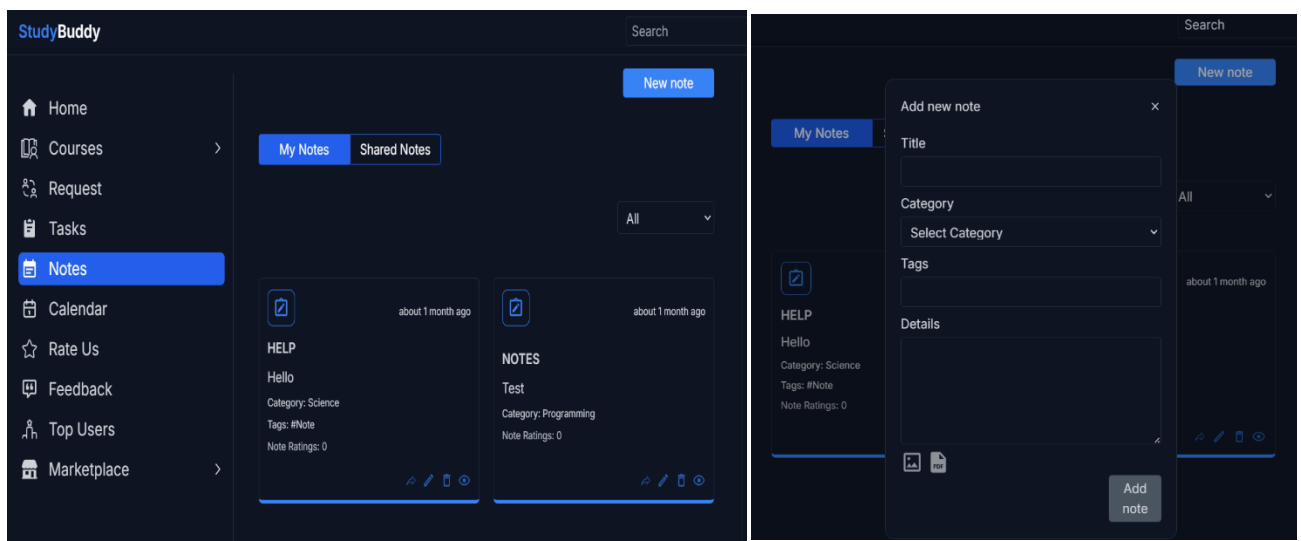 StudyBuddy
Search
New note
Home
Courses
Request
Tasks
Notes
Calendar
Rate Us
Feedback
Top Users
Marketplace
My Notes
Shared Notes
All
about 1 month ago
HELP
Hello
Category: Science
Tags: #Note
Note Ratings: 0
about 1 month ago
NOTES
Test
Category: Programming
Note Ratings: 0
Search
New note
My Notes
All
HELP
Hello
Category: Science
Tags: #Note
Note Ratings: 0
about 1 month ago
Add new note
Title
Category
Select Category
Tags
Details
PDF
Add
note